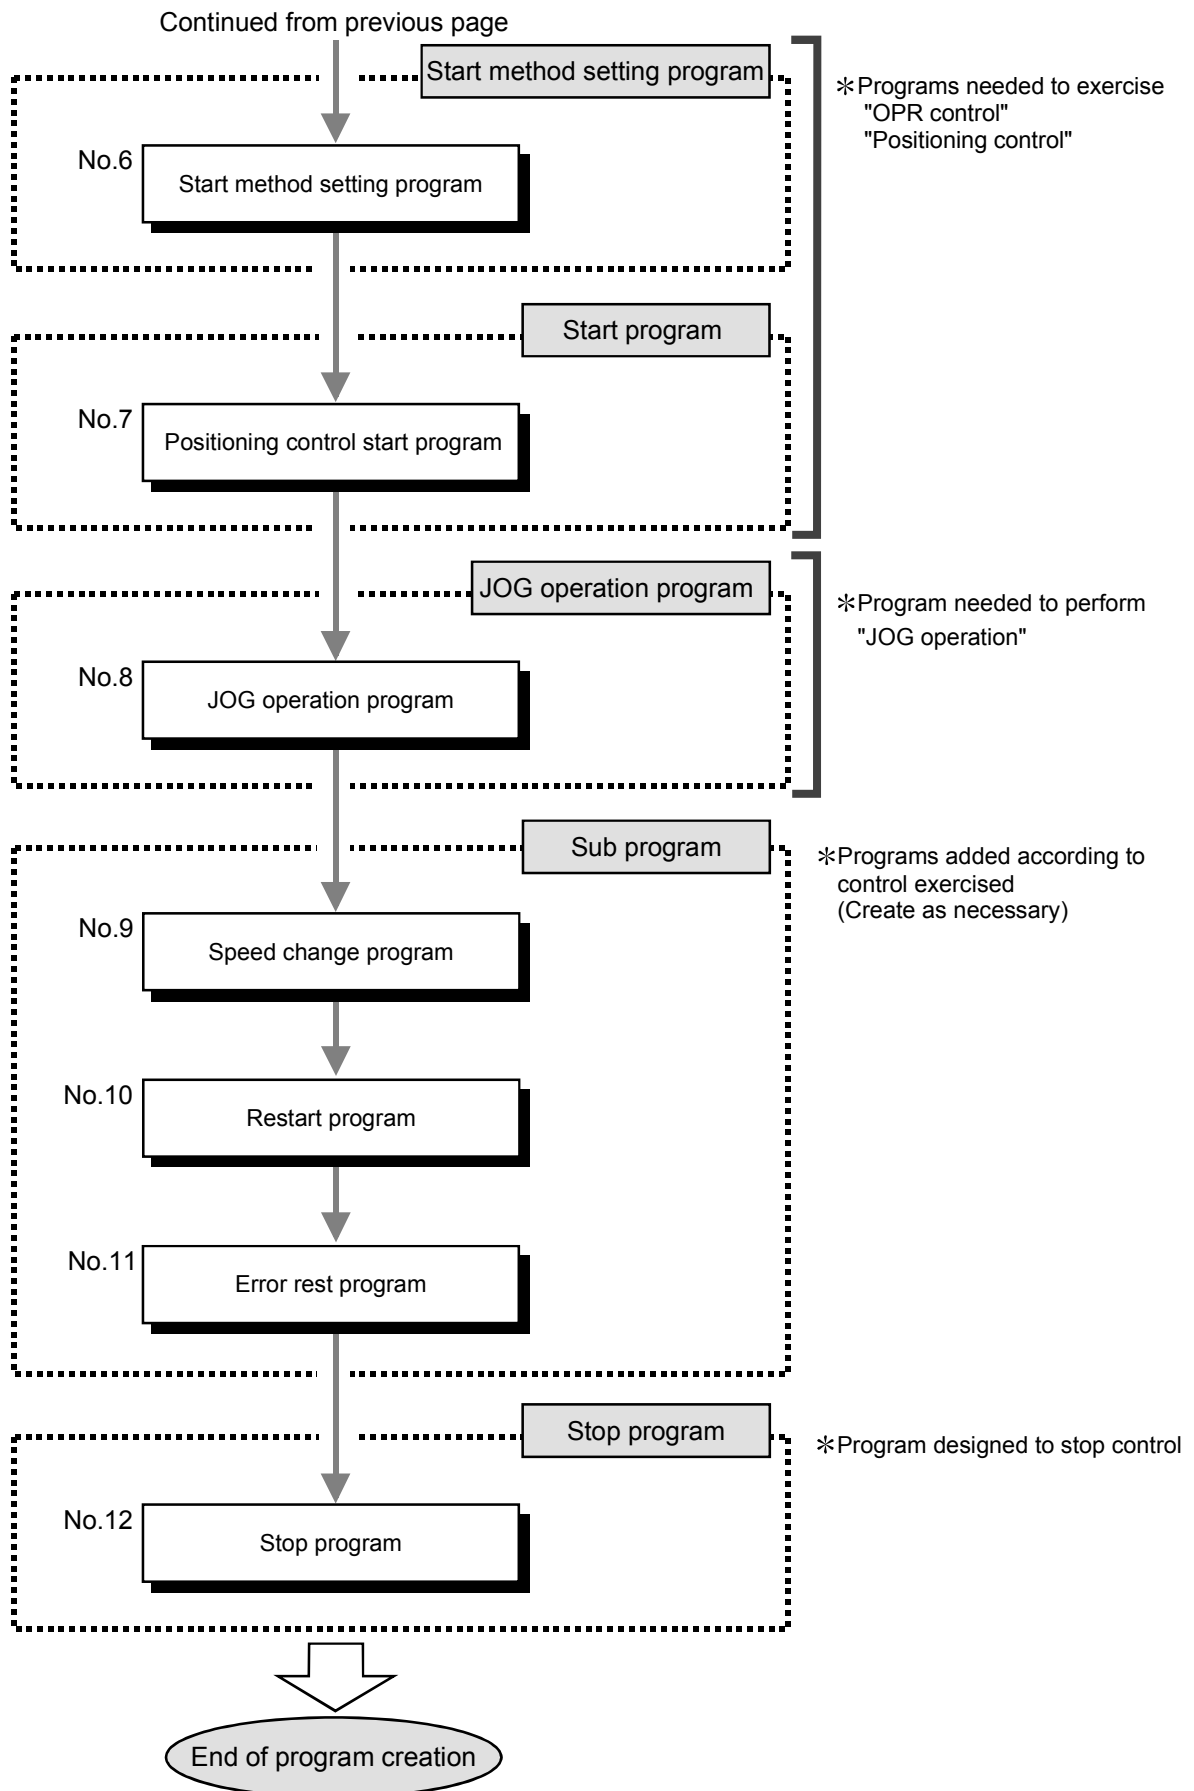 Continued from previous page
Start method setting program
＊Programs needed to exercise
"OPR control"
"Positioning control"
No.6
Start method setting program
Start program
No.7
Positioning control start program
JOG operation program
＊Program needed to perform
"JOG operation"
No.8
JOG operation program
Sub program
＊Programs added according to
control exercised
(Create as necessary)
No.9
Speed change program
No.10
Restart program
No.11
Error rest program
Stop program
＊Program designed to stop control
No.12
Stop program
End of program creation